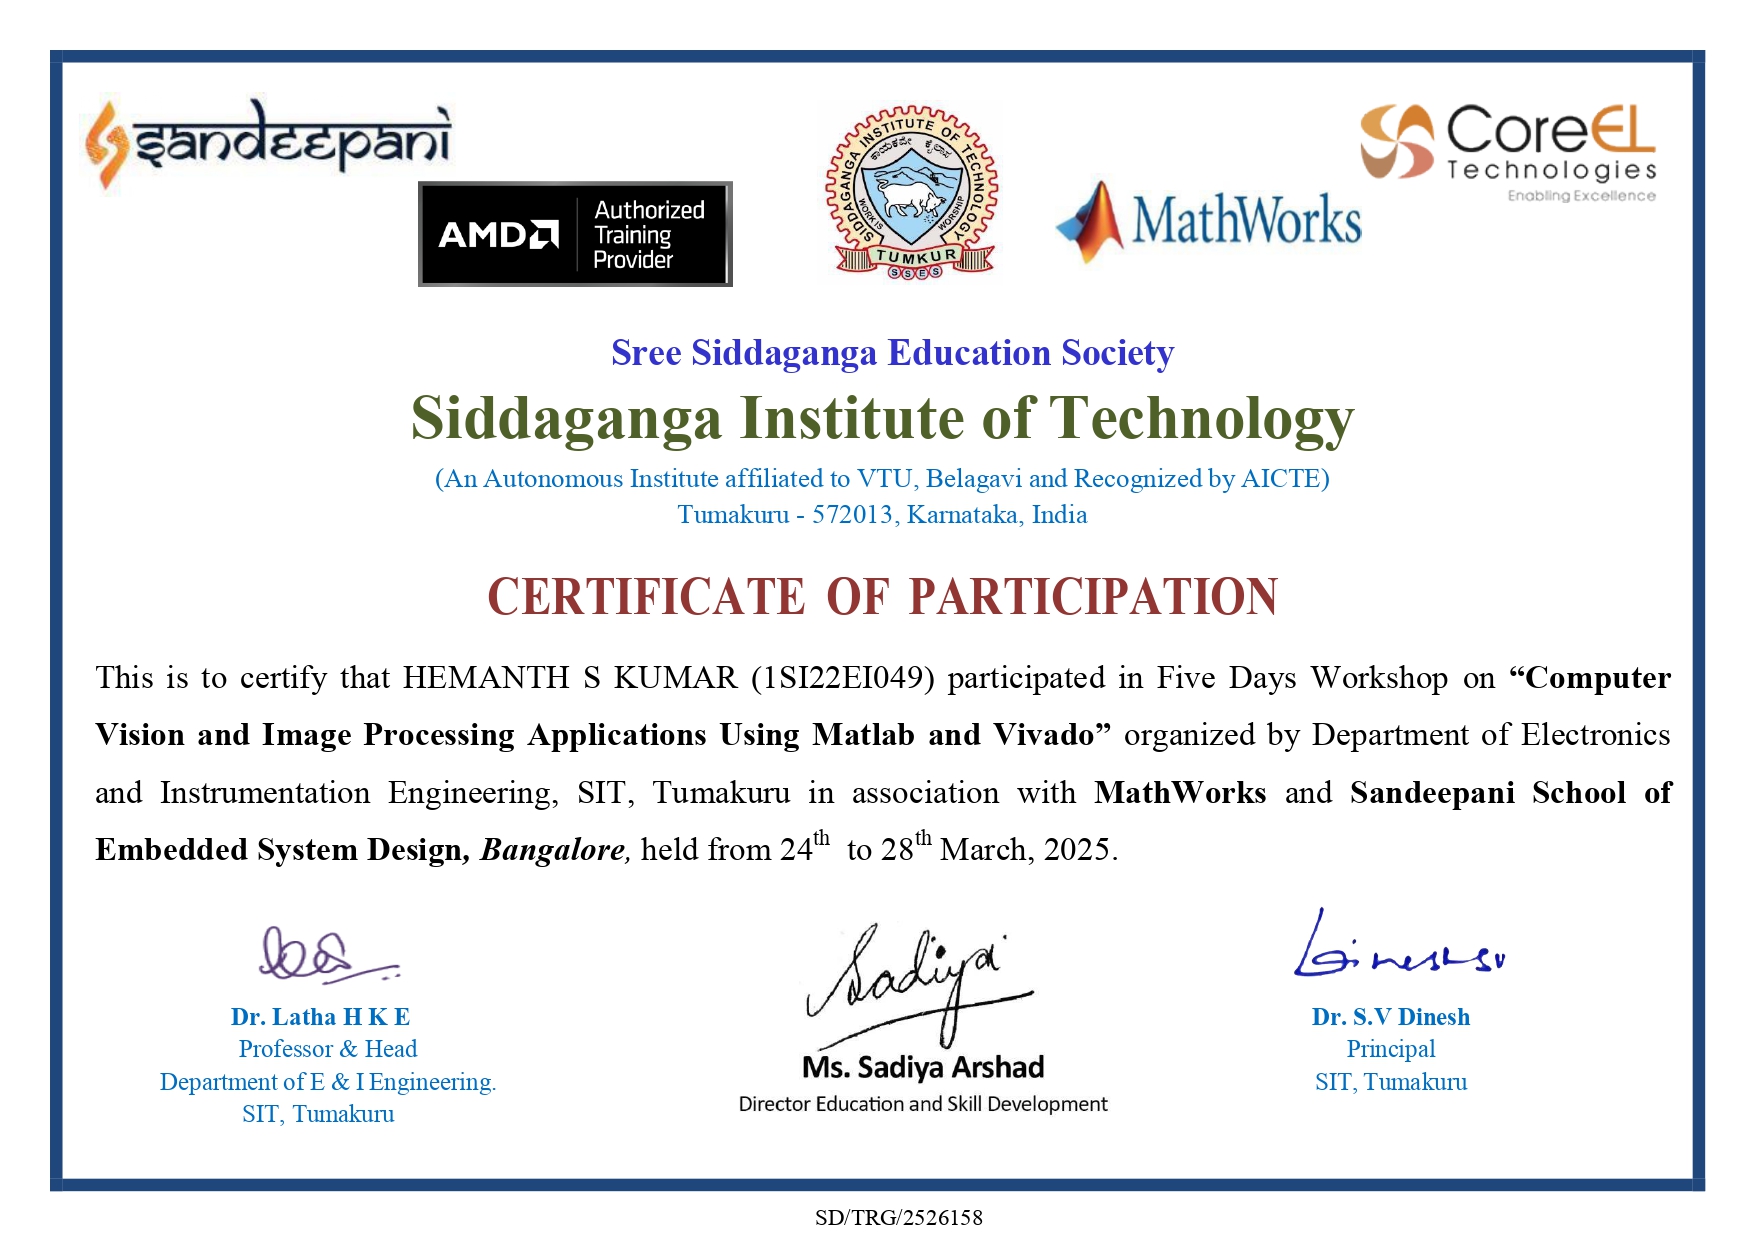 sandeepani
AMD
Authorized
Training
Provider
SIDDAGANGA INSTITUTE OF TECHNOLOGY
ಕಾಯಕವೇ ಕೈಲಾಸ
WORK IS WORSHIP
TUMKUR
SSES
MathWorks
CoreEL
Technologies
Enabling Excellence
Sree Siddaganga Education Society
Siddaganga Institute of Technology
(An Autonomous Institute affiliated to VTU, Belagavi and Recognized by AICTE)
Tumakuru - 572013, Karnataka, India
CERTIFICATE OF PARTICIPATION
This is to certify that HEMANTH S KUMAR (1SI22EI049) participated in Five Days Workshop on “Computer
Vision and Image Processing Applications Using Matlab and Vivado” organized by Department of Electronics
and Instrumentation Engineering, SIT, Tumakuru in association with MathWorks and Sandeepani School of
Embedded System Design, Bangalore, held from 24th to 28th March, 2025.
Sadiya
Dinesh SV
Dr. Latha H K E
Professor & Head
Department of E & I Engineering.
SIT, Tumakuru
Ms. Sadiya Arshad
Director Education and Skill Development
Dr. S.V Dinesh
Principal
SIT, Tumakuru
SD/TRG/2526158